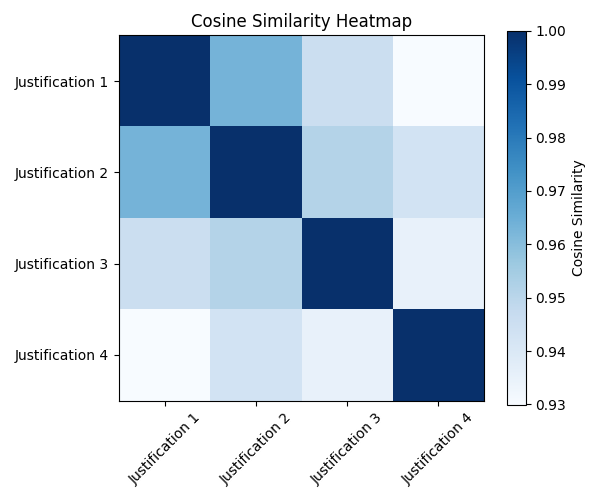 Cosine Similarity Heatmap
Justification 1
Justification 2
Justification 3
Justification 4
Justification 1
Justification 2
Justification 3
Justification 4
1.00
0.99
0.98
0.97
0.96
0.95
0.94
0.93
Cosine Similarity